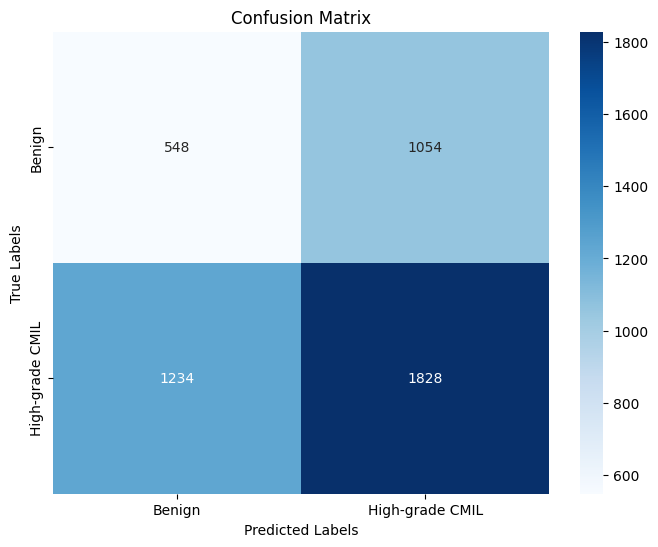 Confusion Matrix
True Labels
Benign
High-grade CMIL
548
1054
1234
1828
Benign
High-grade CMIL
Predicted Labels
1800
1600
1400
1200
1000
800
600